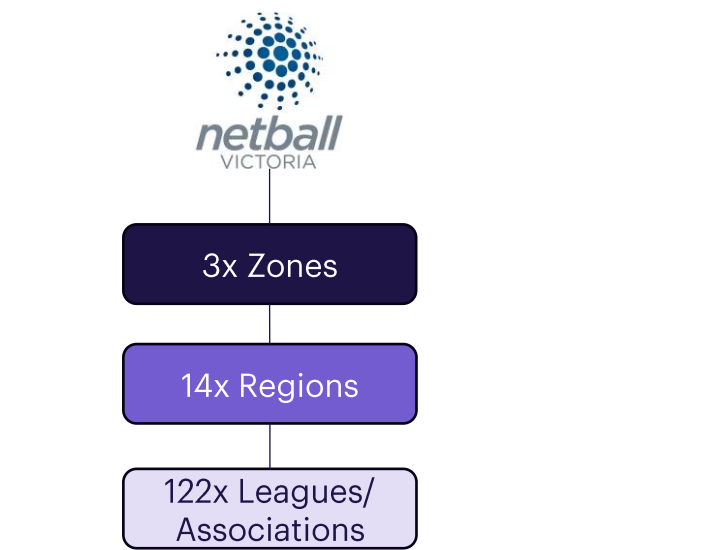 netball
VICTORIA
3x Zones
14x Regions
122x Leagues/
Associations